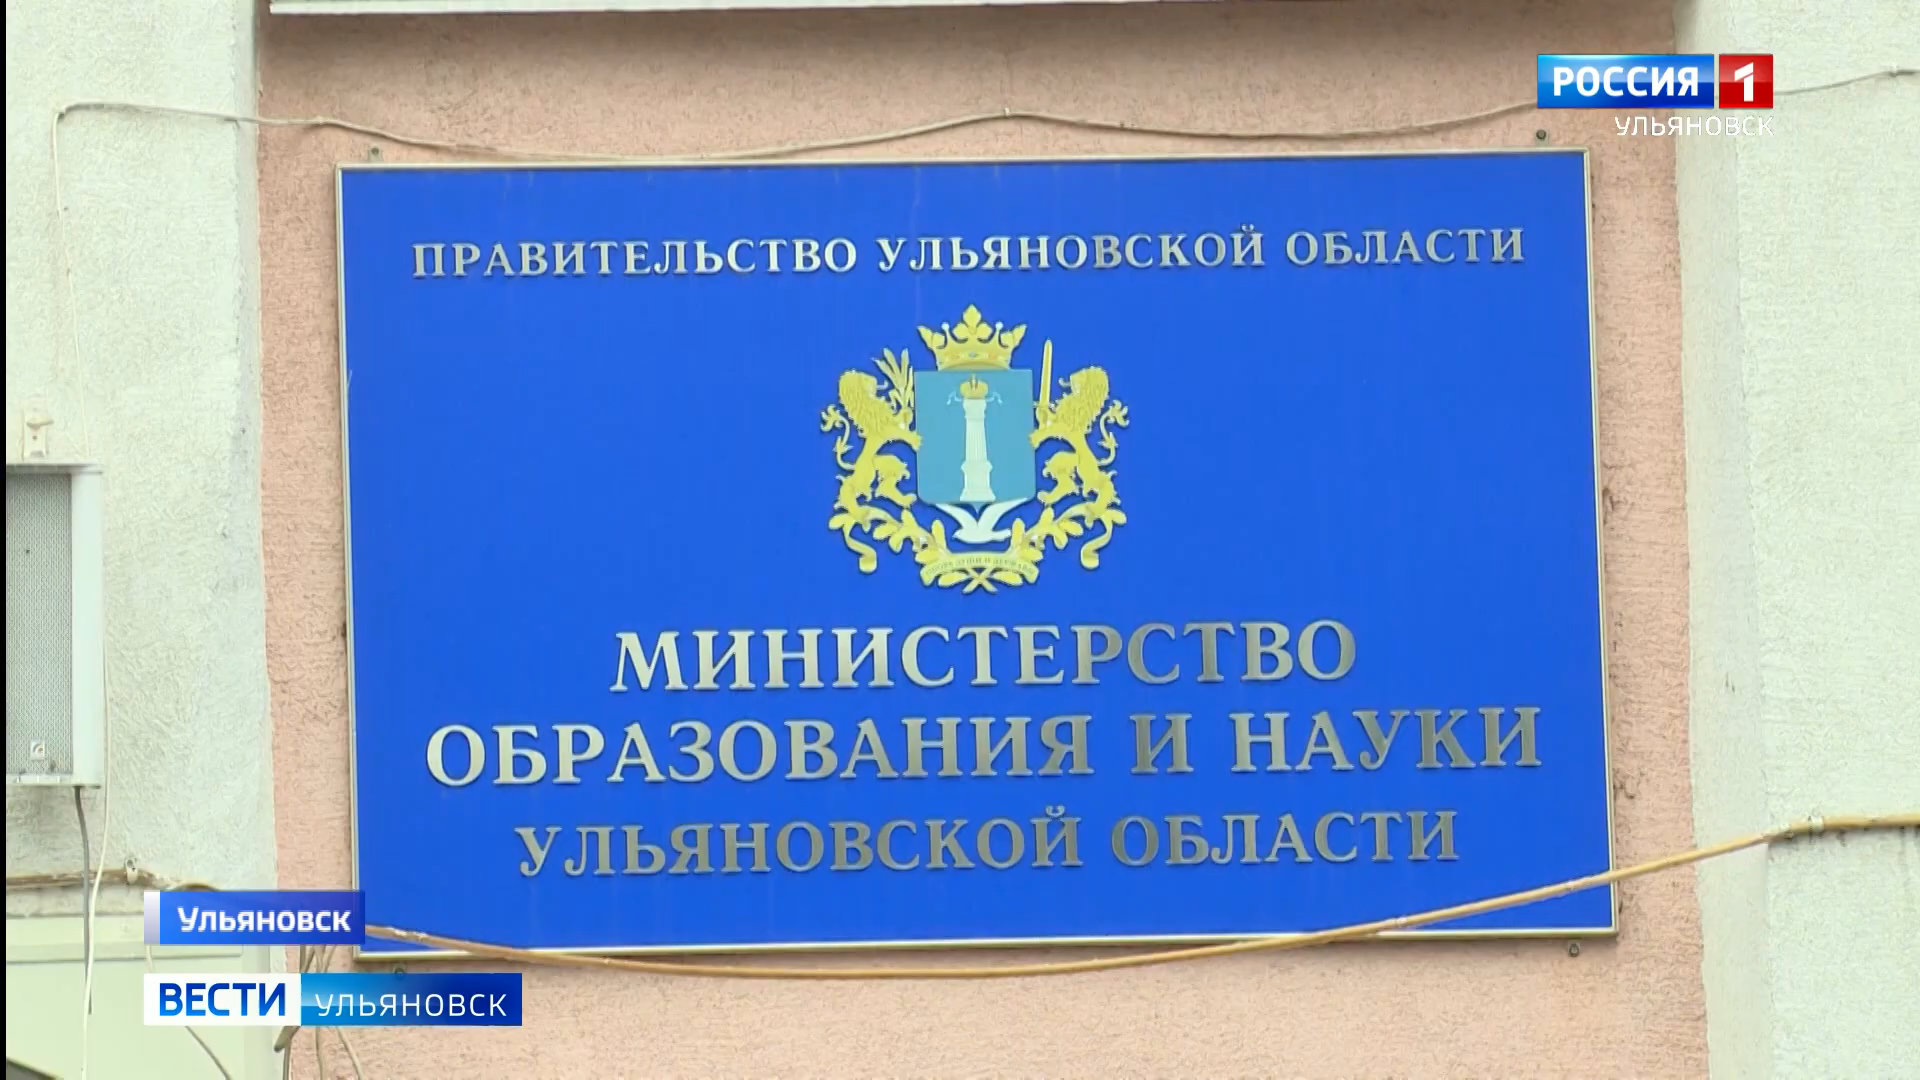 РОССИЯ 1
УЛЬЯНОВСК
ПРАВИТЕЛЬСТВО УЛЬЯНОВСКОЙ ОБЛАСТИ
МИНИСТЕРСТВО
ОБРАЗОВАНИЯ И НАУКИ
УЛЬЯНОВСКОЙ ОБЛАСТИ
Ульяновск
ВЕСТИ УЛЬЯНОВСК